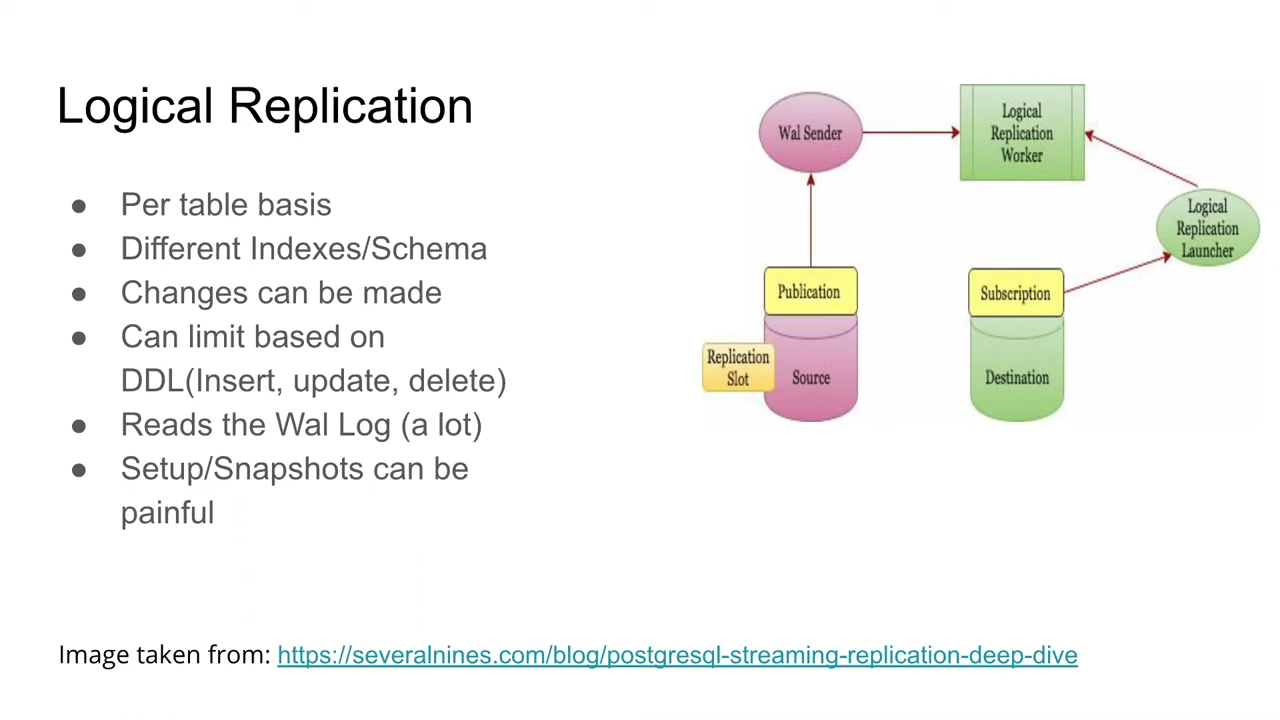 Logical Replication
● Per table basis
● Different Indexes/Schema
● Changes can be made
● Can limit based on
DDL(Insert, update, delete)
● Reads the Wal Log (a lot)
● Setup/Snapshots can be
painful
Wal Sender
Logical
Replication
Worker
Logical
Replication
Launcher
Publication
Subscription
Replication
Slot
Source
Destination
Image taken from: https://severalnines.com/blog/postgresql-streaming-replication-deep-dive